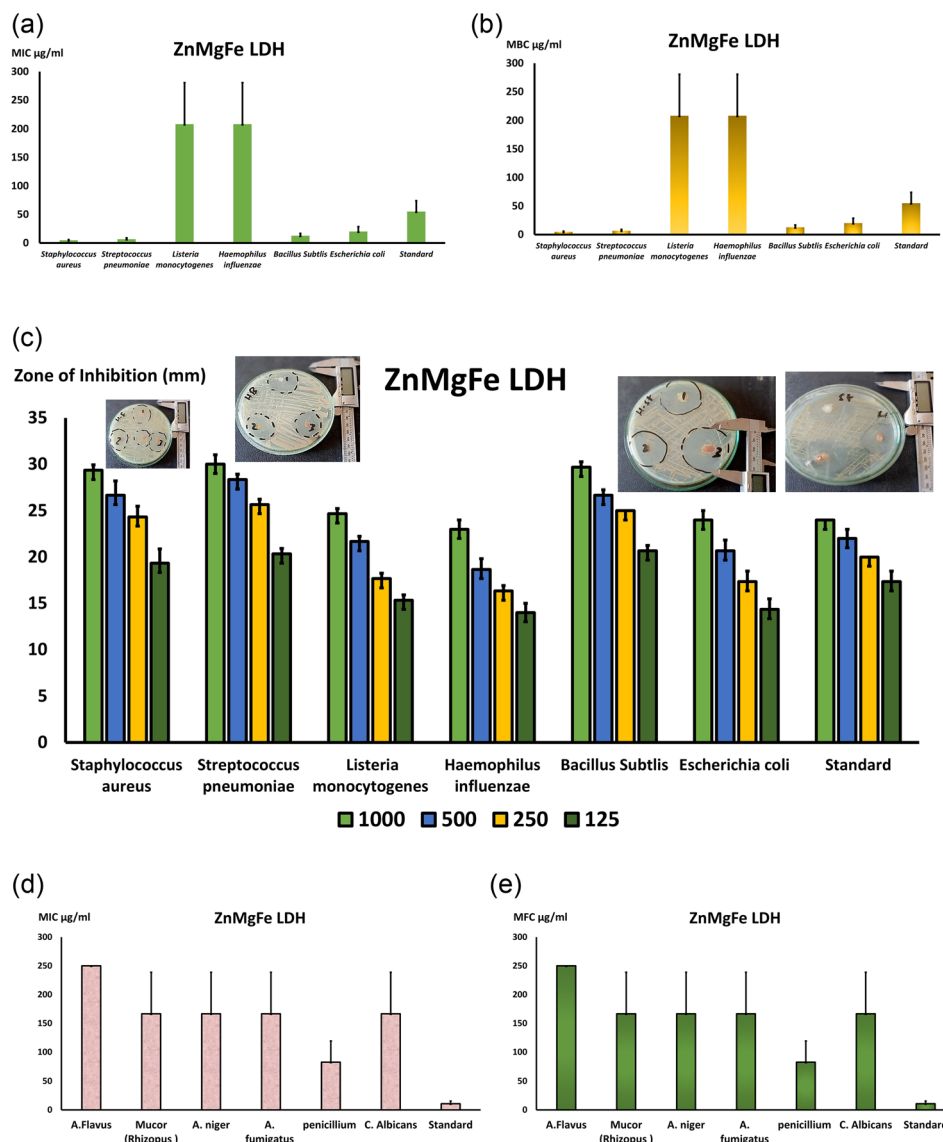 (a)
MIC µg/ml
ZnMgFe LDH
300
250
200
150
100
50
0
Staphylococcus aureus
Streptococcus pneumoniae
Listeria monocytogenes
Haemophilus influenzae
Bacillus Subtlis
Escherichia coli
Standard
(b)
MBC µg/ml
ZnMgFe LDH
300
250
200
150
100
50
0
Staphylococcus aureus
Streptococcus pneumoniae
Listeria monocytogenes
Haemophilus influenzae
Bacillus Subtlis
Escherichia coli
Standard
(c)
Zone of Inhibition (mm)
ZnMgFe LDH
35
30
25
20
15
10
5
0
Staphylococcus aureus
Streptococcus pneumoniae
Listeria monocytogenes
Haemophilus influenzae
Bacillus Subtlis
Escherichia coli
Standard
1000 500 250 125
(d)
MIC µg/ml
ZnMgFe LDH
300
250
200
150
100
50
0
A.Flavus
Mucor (Rhizopus )
A. niger
A. fumigatus
penicillium
C. Albicans
Standard
(e)
MFC µg/ml
ZnMgFe LDH
300
250
200
150
100
50
0
A.Flavus
Mucor (Rhizopus )
A. niger
A. fumigatus
penicillium
C. Albicans
Standard